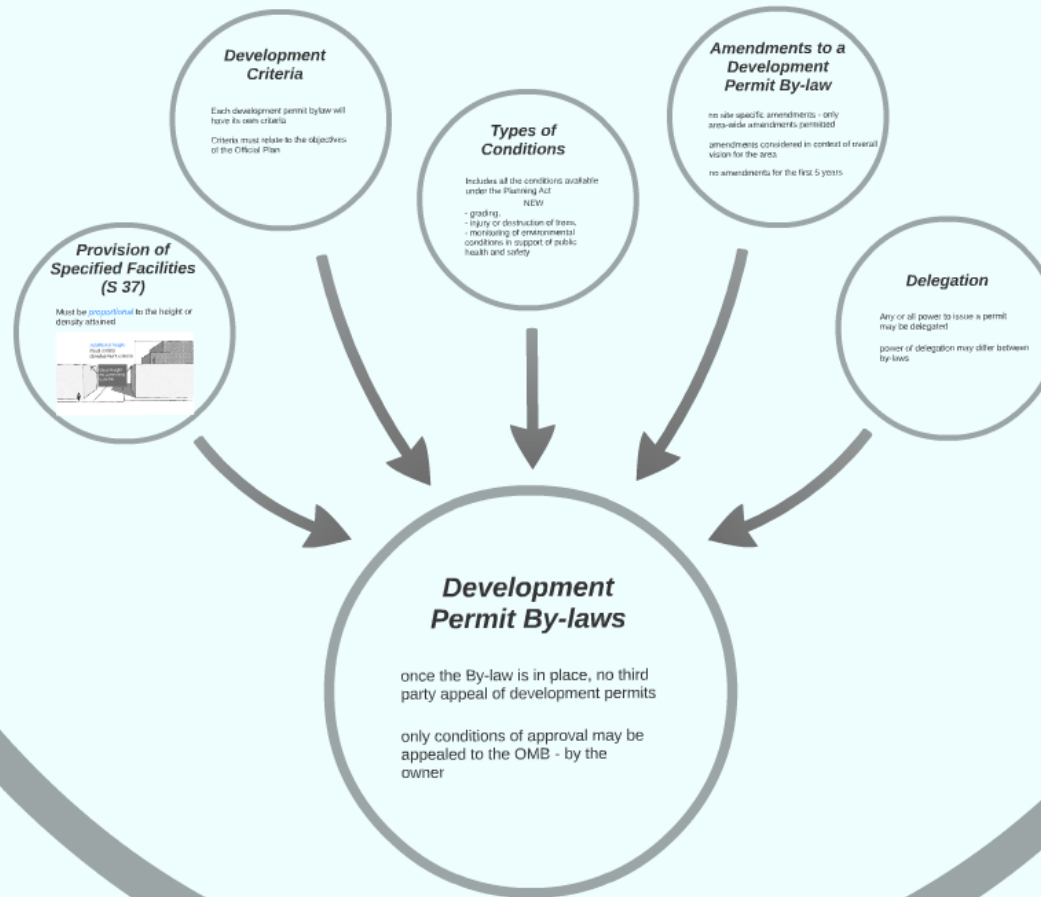 Development
Criteria
Each development permit bylaw will
have its own criteria
Criteria must relate to the objectives
of the Official Plan
Amendments to a
Development
Permit By-law
no site specific amendments - only
area-wide amendments permitted
amendments considered in context of overall
vision for the area
no amendments for the first 5 years
Types of
Conditions
Includes all the conditions available
under the Planning Act
NEW
- grading,
- injury or destruction of trees,
- monitoring of environmental
conditions in support of public
health and safety
Provision of
Specified Facilities
(S 37)
Must be proportional to the height or
density attained
Additional height
must satisfy
development criteria
Delegation
Any or all power to issue a permit
may be delegated
power of delegation may differ between
by-laws
Development
Permit By-laws
once the By-law is in place, no third
party appeal of development permits
only conditions of approval may be
appealed to the OMB - by the
owner